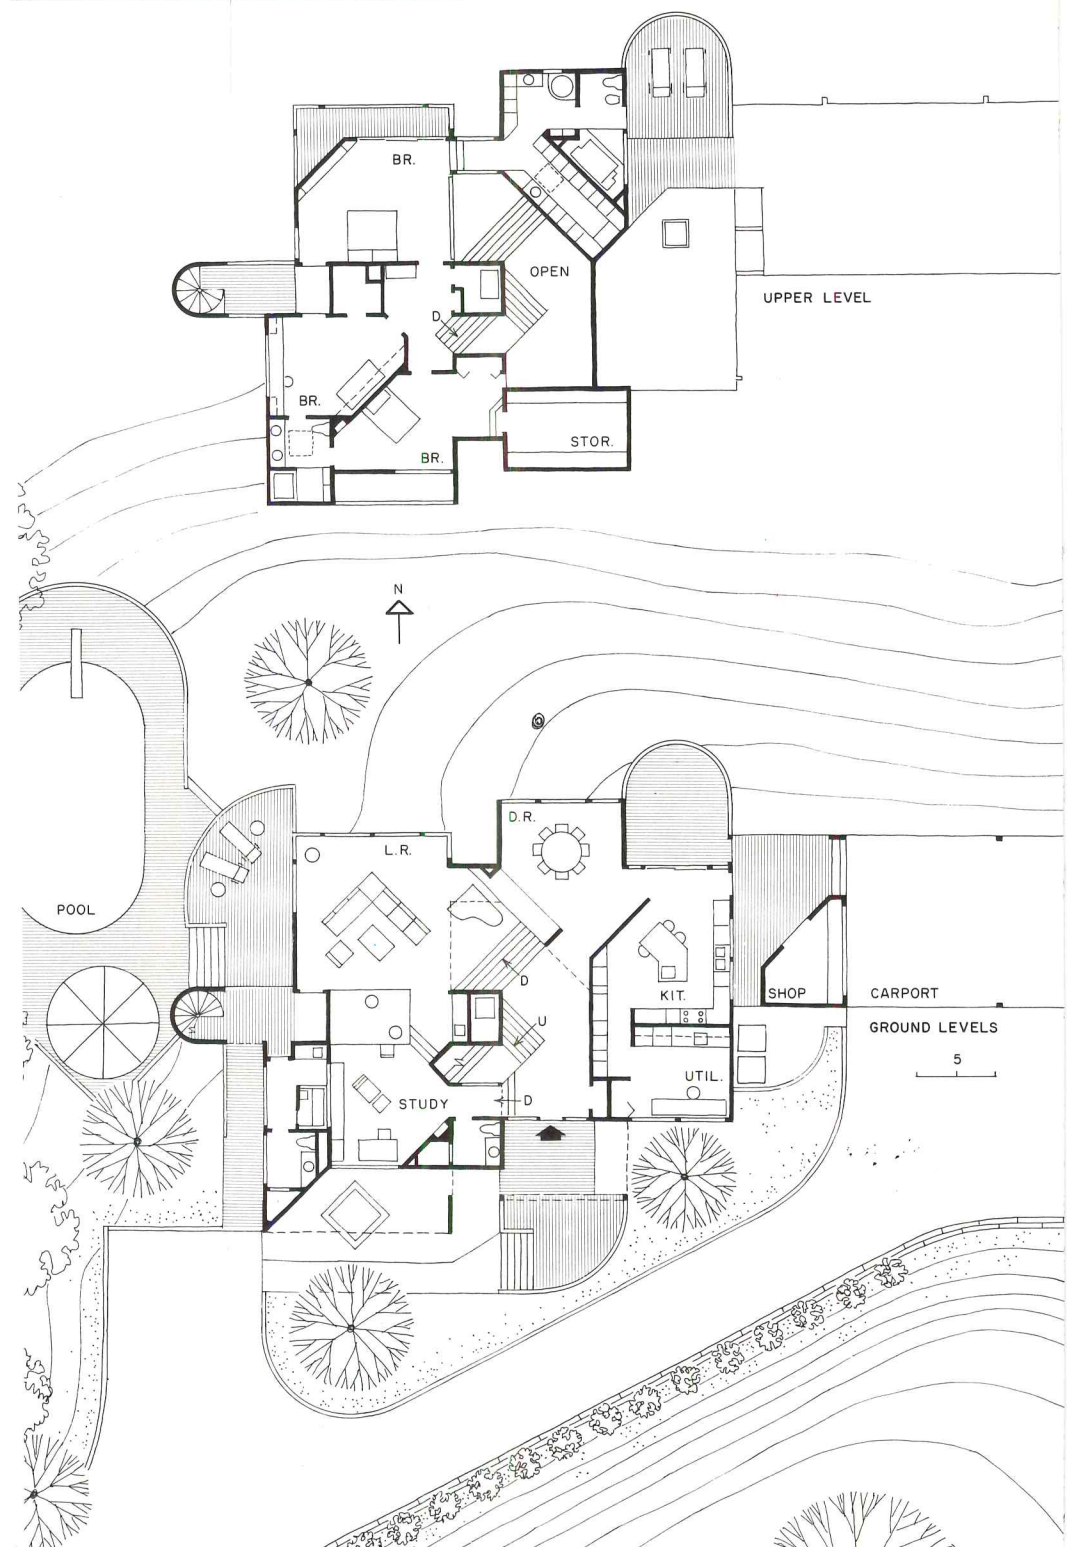 BR.
OPEN
UPPER LEVEL
D
BR.
STOR.
BR.
N
D.R.
L.R.
POOL
D
KIT.
SHOP
CARPORT
U
GROUND LEVELS
5
UTIL.
STUDY
D